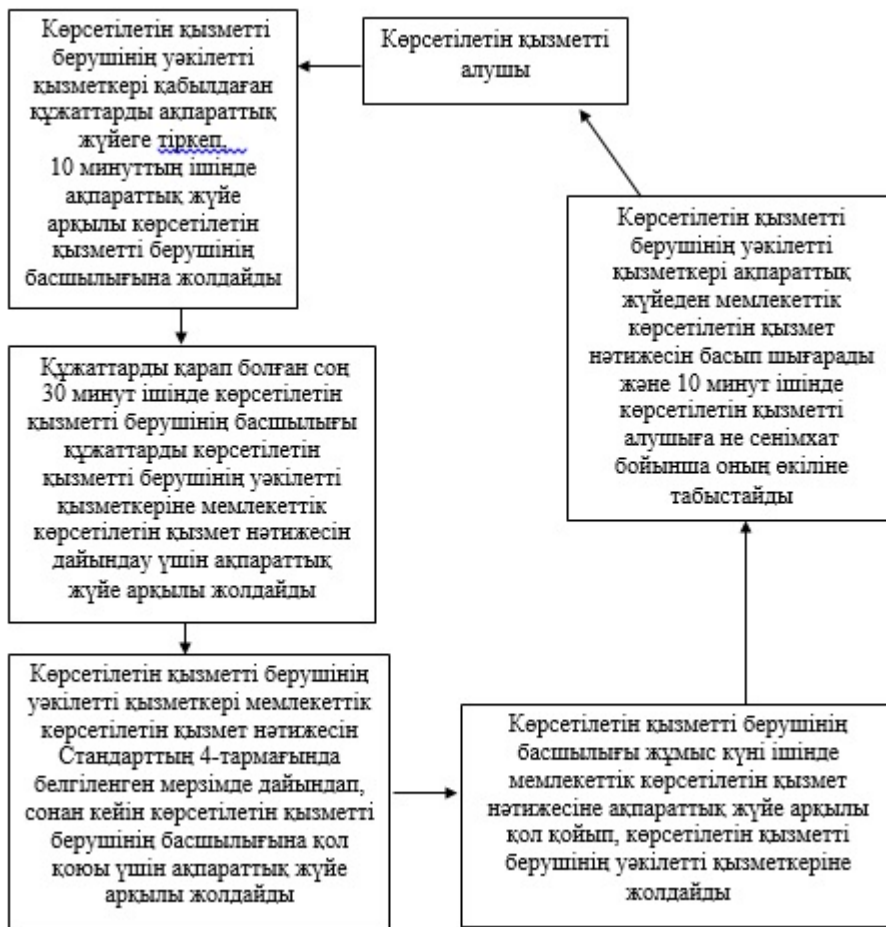 Көрсетілетін қызметті
алушы
Көрсетілетін қызметті
берушінің уәкілетті
қызметкері қабылдаған
құжаттарды ақпараттық
жүйеге тіркеп,
10 минуттың ішінде
ақпараттық жүйе
арқылы көрсетілетін
қызметті берушінің
басшылығына жолдайды
Құжаттарды қарап болған соң
30 минут ішінде көрсетілетін
қызметті берушінің басшылығы
құжаттарды көрсетілетін
қызметті берушінің уәкілетті
қызметкеріне мемлекеттік
көрсетілетін қызмет нәтижесін
дайындау үшін ақпараттық
жүйе арқылы жолдайды
Көрсетілетін қызметті берушінің
уәкілетті қызметкері мемлекеттік
көрсетілетін қызмет нәтижесін
Стандарттың 4-тармағында
белгіленген мерзімде дайындап,
сонан кейін көрсетілетін қызметті
берушінің басшылығына қол
қоюы үшін ақпараттық жүйе
арқылы жолдайды
Көрсетілетін қызметті берушінің
басшылығы жұмыс күні ішінде
мемлекеттік көрсетілетін қызмет
нәтижесіне ақпараттық жүйе арқылы
қол қойып, көрсетілетін қызметті
берушінің уәкілетті қызметкеріне
жолдайды
Көрсетілетін қызметті
берушінің уәкілетті
қызметкері ақпараттық
жүйеден мемлекеттік
көрсетілетін қызмет
нәтижесін басып шығарады
және 10 минут ішінде
көрсетілетін қызметті
алушыға не сенімхат
бойынша оның өкіліне
табыстайды